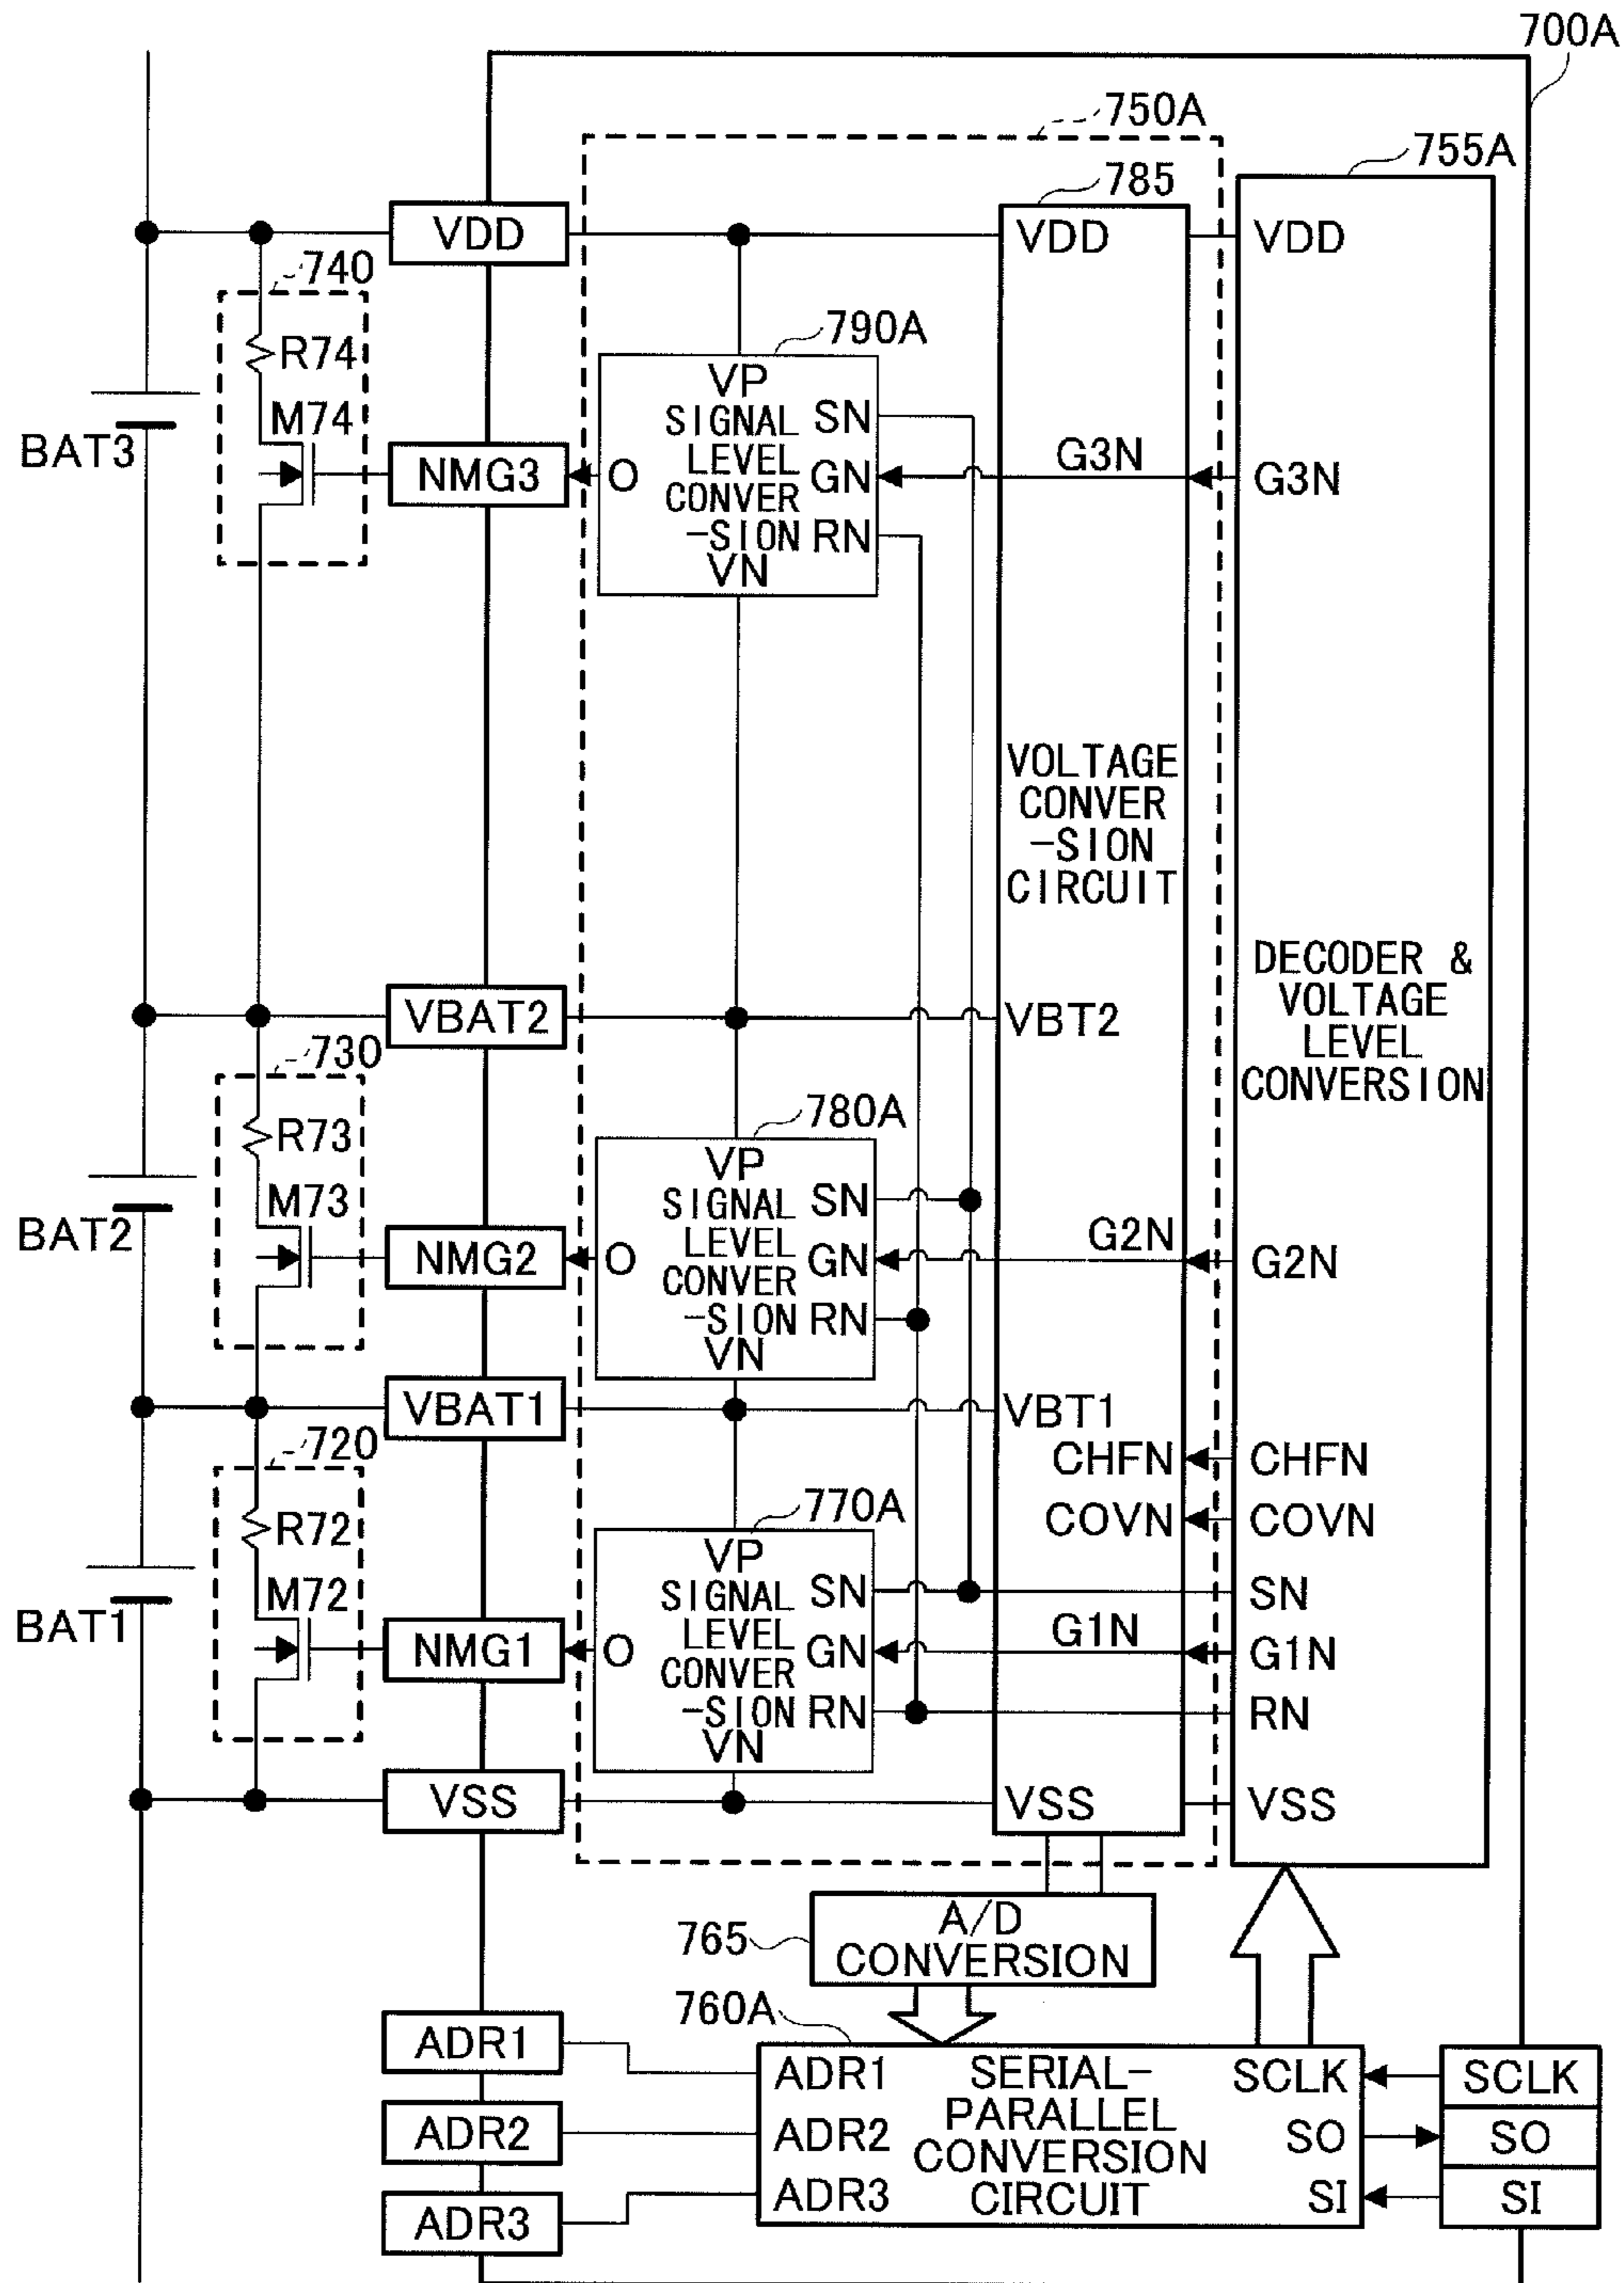 700A
750A
755A
785
VDD
VDD
VDD
740
790A
R74
VP
M74
SIGNAL
SN
BAT3
NMG3
O
LEVEL
GN
G3N
G3N
CONVER
-SION
RN
VN
VOLTAGE
CONVER
-SION
CIRCUIT
DECODER &
VOLTAGE
LEVEL
CONVERSION
VBAT2
VBT2
730
780A
R73
VP
M73
SIGNAL
SN
BAT2
NMG2
O
LEVEL
GN
G2N
G2N
CONVER
-SION
RN
VN
VBAT1
VBT1
720
CHFN
CHFN
770A
COVN
COVN
R72
VP
M72
SIGNAL
SN
SN
BAT1
NMG1
O
LEVEL
GN
G1N
G1N
CONVER
-SION
RN
RN
VN
VSS
VSS
VSS
765
A/D
CONVERSION
760A
ADR1
ADR1
SERIAL-
PARALLEL
CONVERSION
CIRCUIT
SCLK
SCLK
ADR2
ADR2
SO
SO
ADR3
ADR3
SI
SI